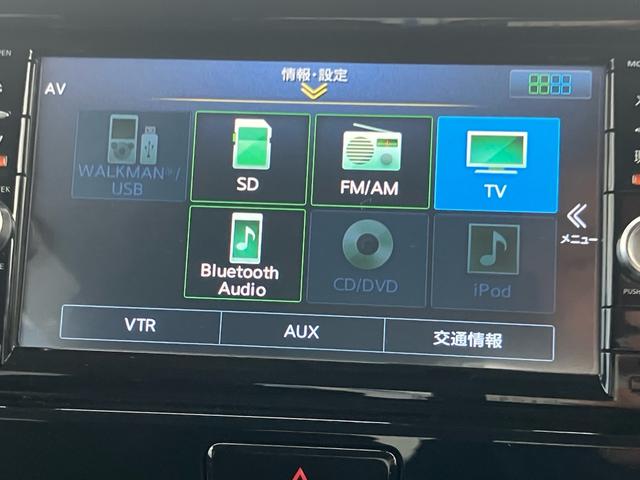 情報・設定
AV
WALKMAN®/
USB
SD
FM/AM
TV
Bluetooth
Audio
CD/DVD
iPod
メニュー
VTR
AUX
交通情報
PUSH